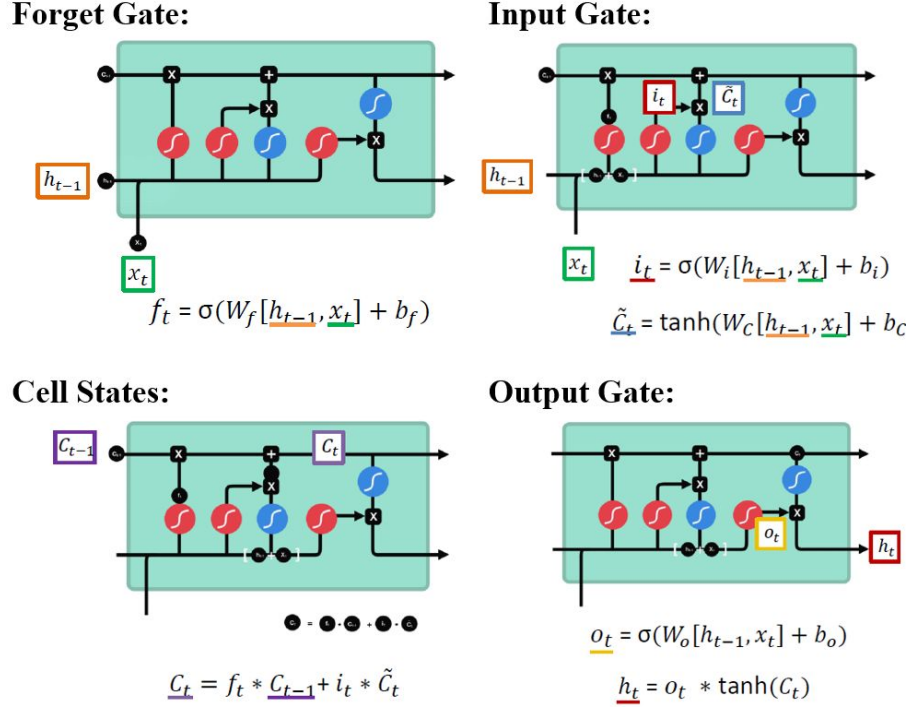 Forget Gate:
Input Gate:
x
+
x
x
h_{t-1}
x_t
f_t = σ(W_f[h_{t-1}, x_t] + b_f)
x
+
i_t
x
C̃_t
x
h_{t-1}
[ ]
x_t
i_t = σ(W_i[h_{t-1}, x_t] + b_i)
C̃_t = tanh(W_C[h_{t-1}, x_t] + b_C
Cell States:
Output Gate:
C_{t-1}
x
+
C_t
x
x
[ ]
= * + *
C_t = f_t * C_{t-1} + i_t * C̃_t
x
+
x
x
o_t
h_t
[ ]
o_t = σ(W_o[h_{t-1}, x_t] + b_o)
h_t = o_t * tanh(C_t)